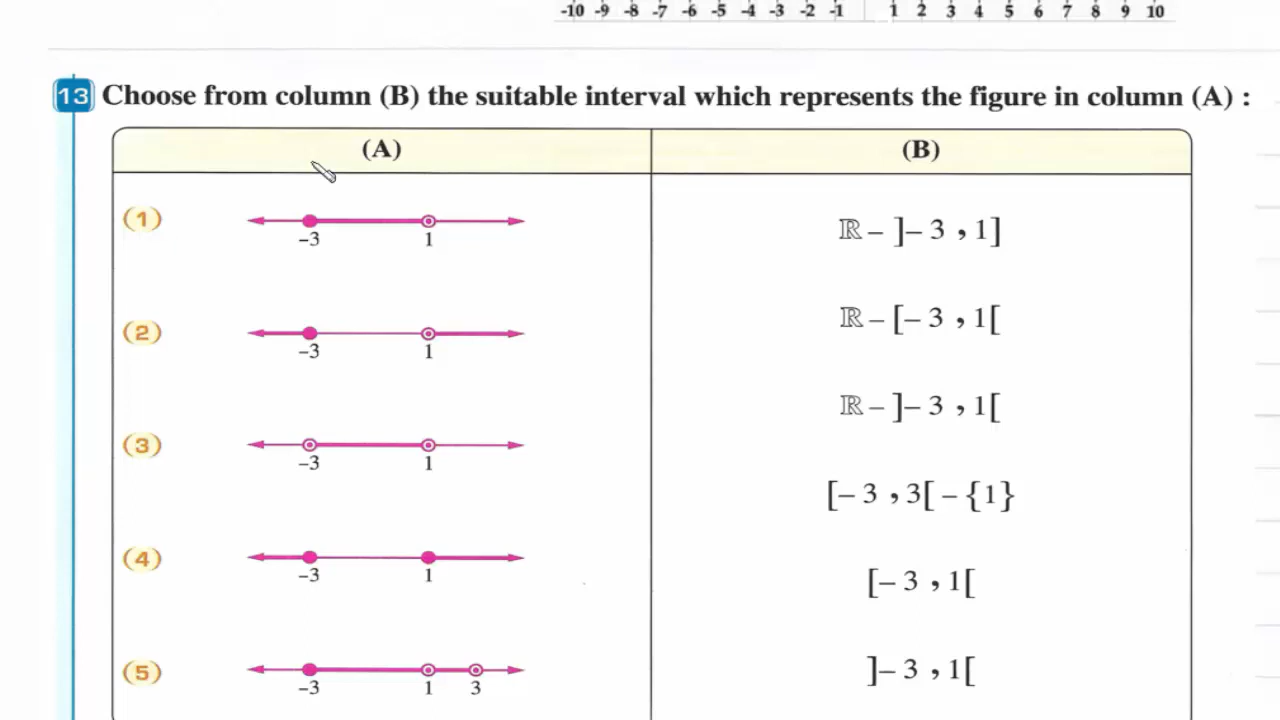 -10 -9 -8 -7 -6 -5 -4 -3 -2 -1 1 2 3 4 5 6 7 8 9 10
13 Choose from column (B) the suitable interval which represents the figure in column (A) :
(A) (B)
(1) -3 1 ℝ – ]– 3 , 1]
(2) -3 1 ℝ – [– 3 , 1[
(3) -3 1 ℝ – ]– 3 , 1[
[– 3 , 3[ – {1}
(4) -3 1 [– 3 , 1[
(5) -3 1 3 ]– 3 , 1[